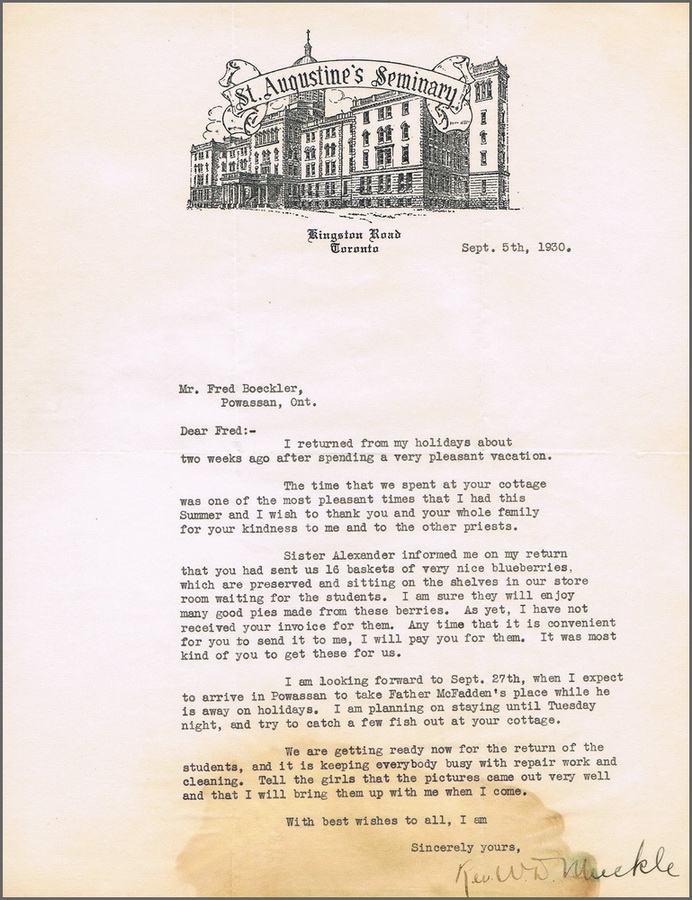 St. Augustine's Seminary
Kingston Road
Toronto
Sept. 5th, 1930.
Mr. Fred Boeckler,
Powassan, Ont.
Dear Fred:-
I returned from my holidays about
two weeks ago after spending a very pleasant vacation.
The time that we spent at your cottage
was one of the most pleasant times that I had this
Summer and I wish to thank you and your whole family
for your kindness to me and to the other priests.
Sister Alexander informed me on my return
that you had sent us 16 baskets of very nice blueberries,
which are preserved and sitting on the shelves in our store
room waiting for the students. I am sure they will enjoy
many good pies made from these berries. As yet, I have not
received your invoice for them. Any time that it is convenient
for you to send it to me, I will pay you for them. It was most
kind of you to get these for us.
I am looking forward to Sept. 27th, when I expect
to arrive in Powassan to take Father McFadden's place while he
is away on holidays. I am planning on staying until Tuesday
night, and try to catch a few fish out at your cottage.
We are getting ready now for the return of the
students, and it is keeping everybody busy with repair work and
cleaning. Tell the girls that the pictures came out very well
and that I will bring them up with me when I come.
With best wishes to all, I am
Sincerely yours,
Rev. W. D. Muckle